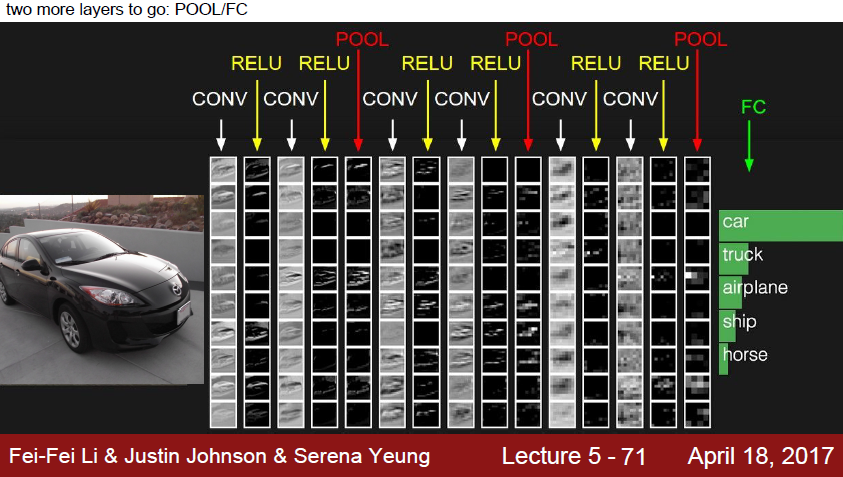 two more layers to go: POOL/FC
POOL POOL POOL
RELU RELU RELU RELU RELU RELU
CONV CONV CONV CONV CONV CONV
FC
car
truck
airplane
ship
horse
Fei-Fei Li & Justin Johnson & Serena Yeung Lecture 5 - 71 April 18, 2017